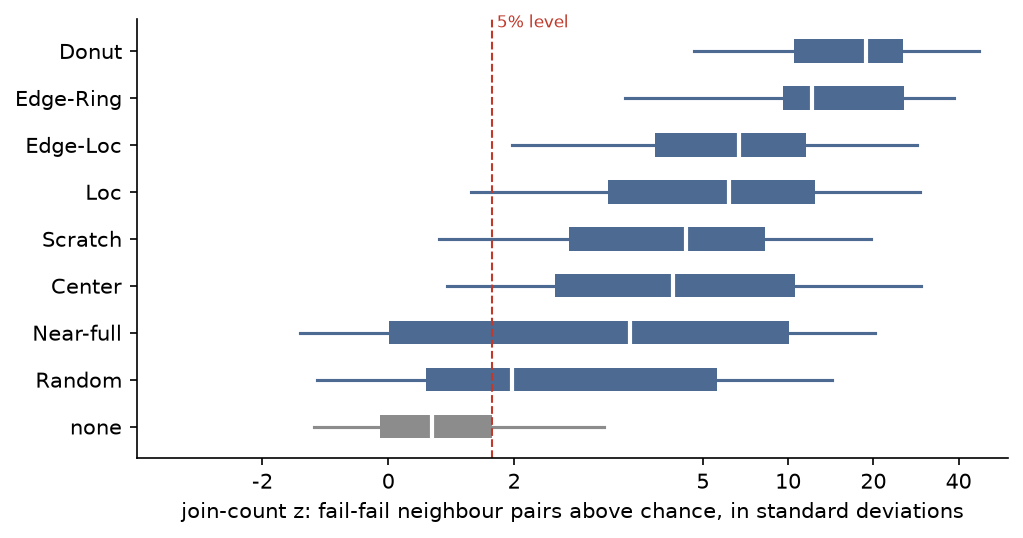 5% level
Donut
Edge-Ring
Edge-Loc
Loc
Scratch
Center
Near-full
Random
none
-2 0 2 5 10 20 40
join-count z: fail-fail neighbour pairs above chance, in standard deviations